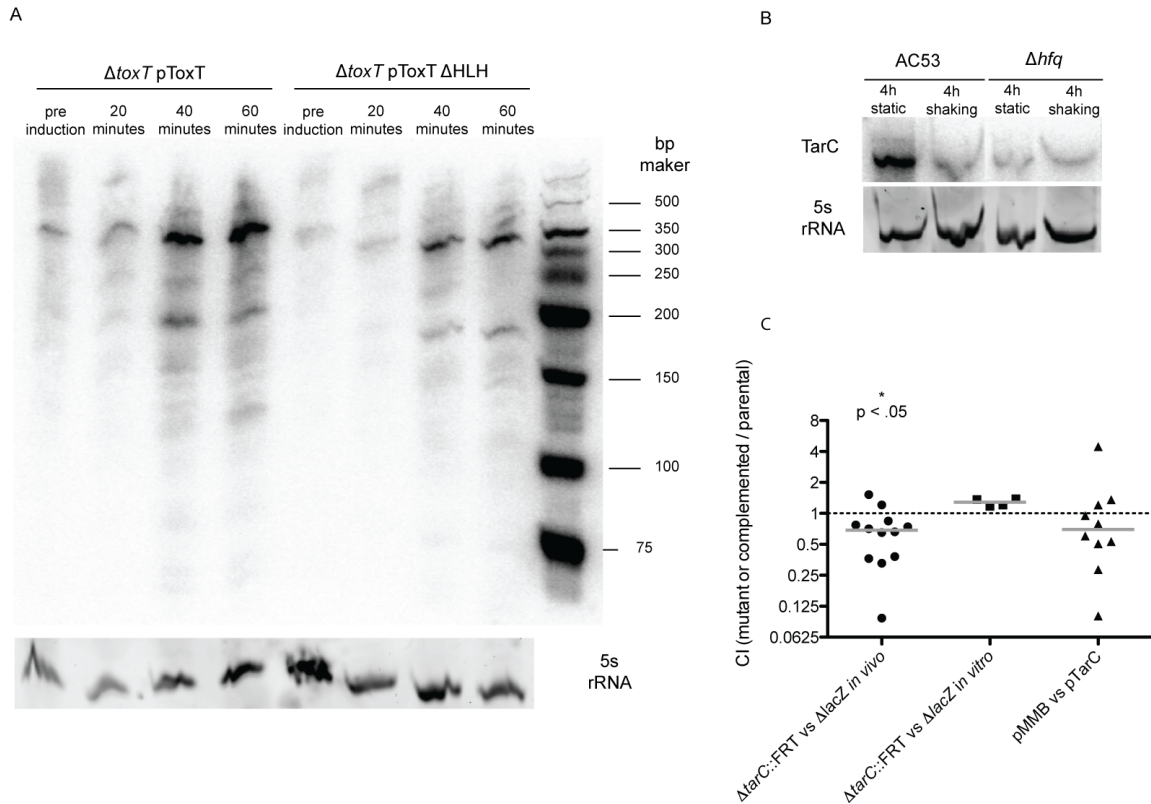 A
ΔtoxT pToxT
ΔtoxT pToxT ΔHLH
pre induction
20 minutes
40 minutes
60 minutes
pre induction
20 minutes
40 minutes
60 minutes
bp maker
500
350
300
250
200
150
100
75
5s rRNA
B
AC53
Δhfq
4h static
4h shaking
4h static
4h shaking
TarC
5s rRNA
C
CI (mutant or complemented / parental)
*
p < .05
8
4
2
1
0.5
0.25
0.125
0.0625
ΔtarC::FRT vs ΔlacZ in vivo
ΔtarC::FRT vs ΔlacZ in vitro
pMMB vs pTarC